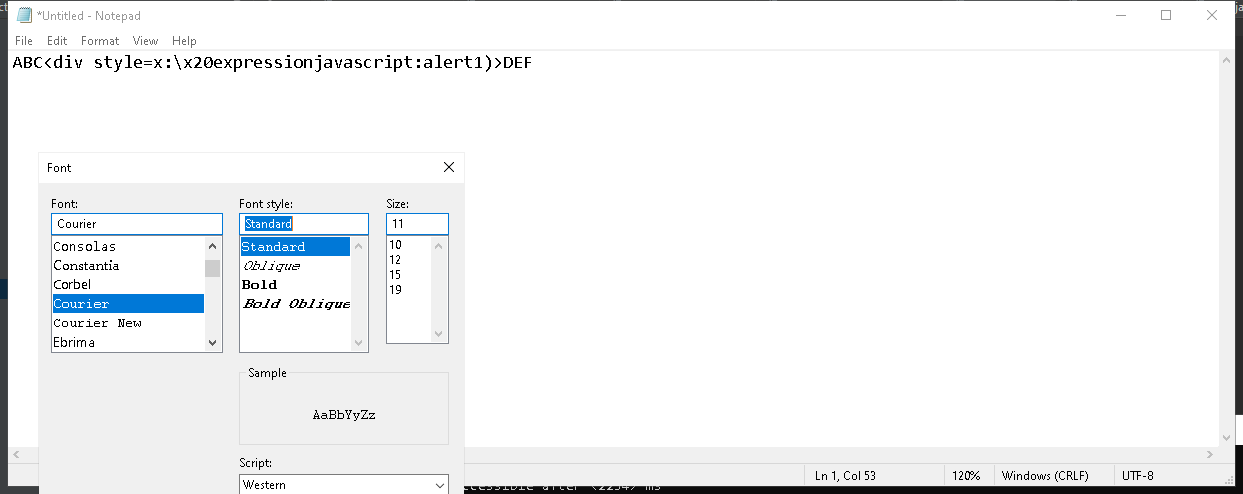 *Untitled - Notepad
File Edit Format View Help
ABC<div style=x:\x20expressionjavascript:alert1)>DEF
Font
Font: Font style: Size:
Courier Standard 11
Consolas Standard 10
Constantia Oblique 12
Corbel Bold 15
Courier Bold Oblique 19
Courier New
Ebrima
Sample
AaBbYyZz
Script:
Western
Ln 1, Col 53 120% Windows (CRLF) UTF-8